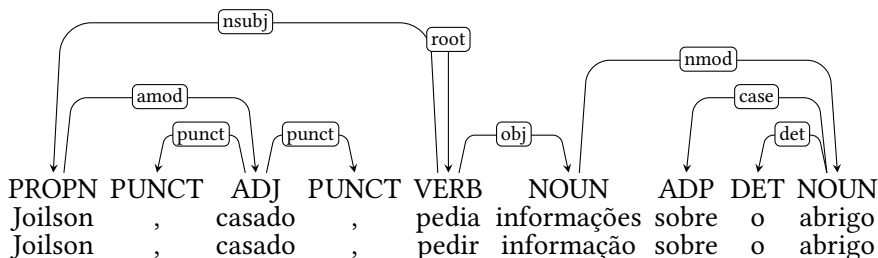 nsubj
root
nmod
amod
case
punct punct obj det
PROPN PUNCT ADJ PUNCT VERB NOUN ADP DET NOUN
Joilson , casado , pedia informações sobre o abrigo
Joilson , casado , pedir informação sobre o abrigo